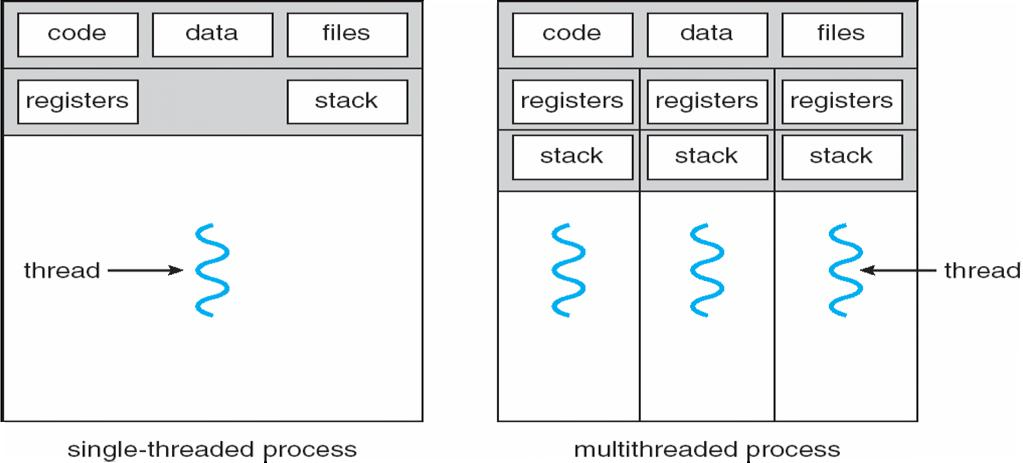 code data files
registers stack
thread
single-threaded process
code data files
registers registers registers
stack stack stack
thread
multithreaded process